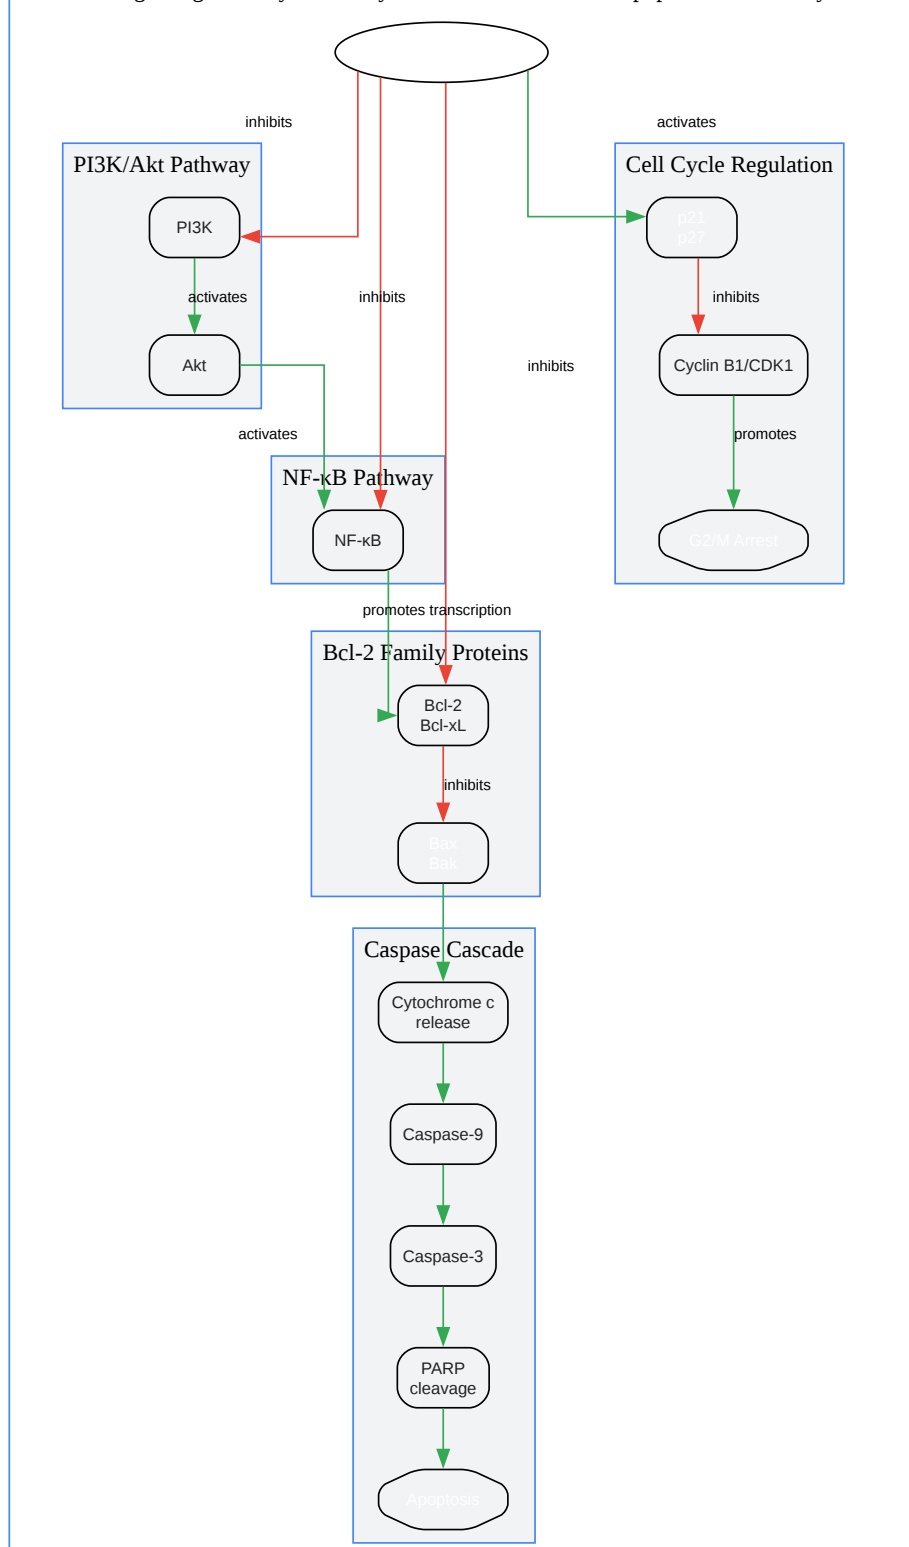 inhibits
activates
PI3K/Akt Pathway
Cell Cycle Regulation
PI3K
p21
p27
activates
inhibits
inhibits
Akt
inhibits
Cyclin B1/CDK1
activates
promotes
NF-κB Pathway
NF-κB
G2/M Arrest
promotes transcription
Bcl-2 Family Proteins
Bcl-2
Bcl-xL
inhibits
Bax
Bak
Caspase Cascade
Cytochrome c
release
Caspase-9
Caspase-3
PARP
cleavage
Apoptosis